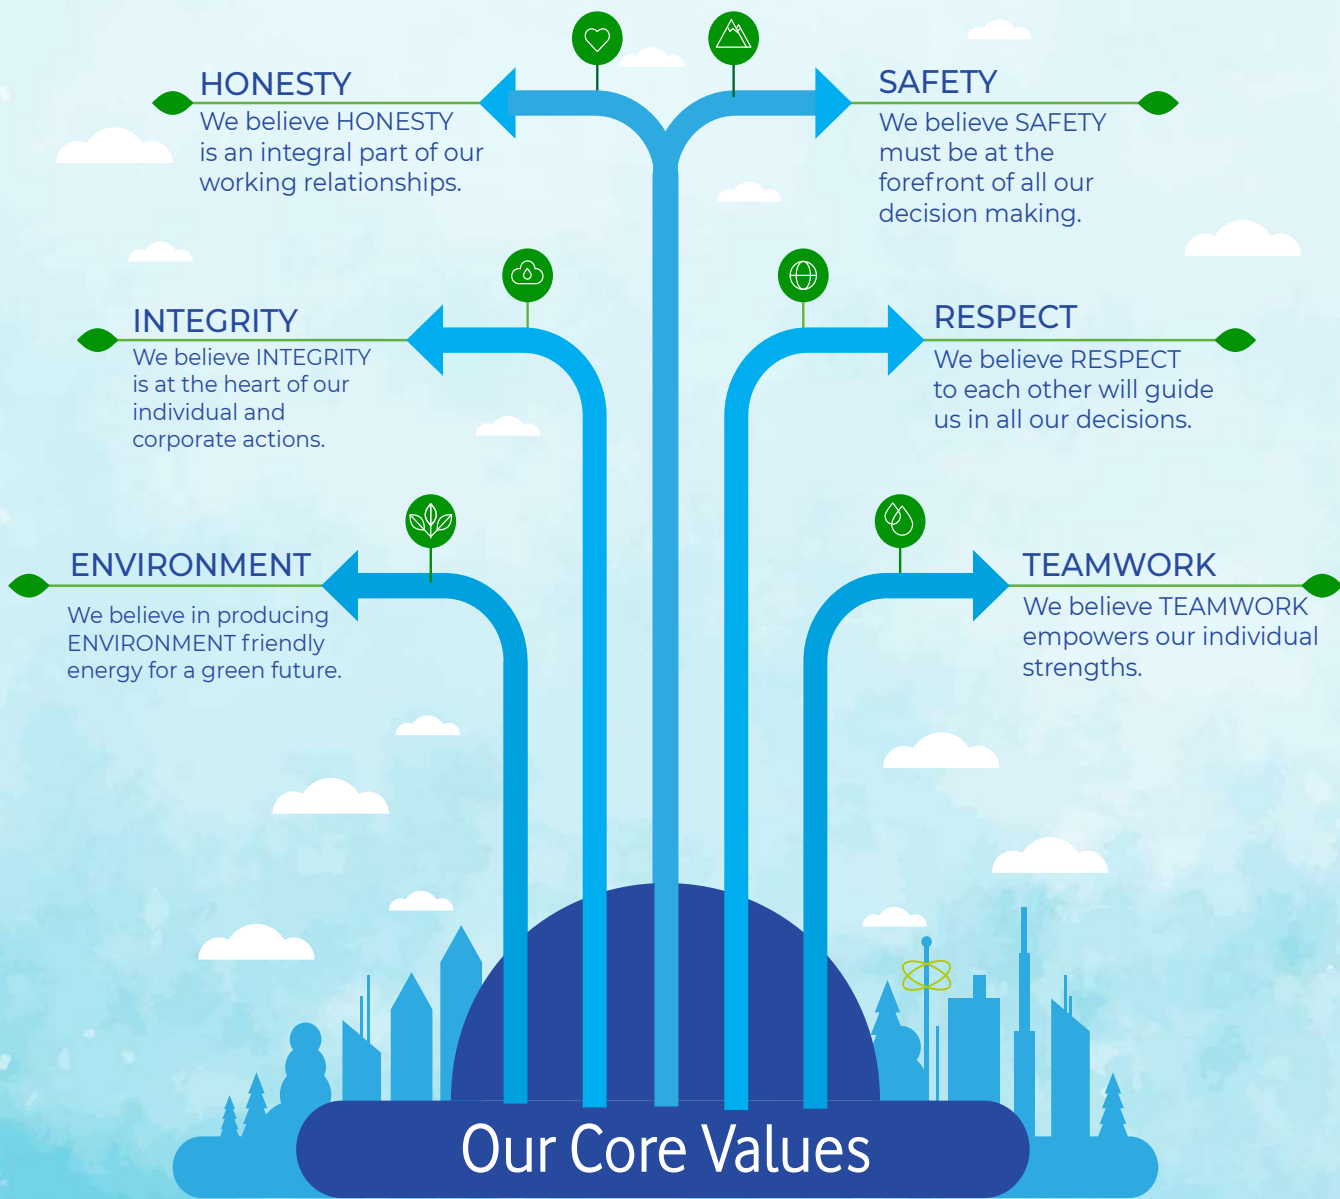 HONESTY
We believe HONESTY
is an integral part of our
working relationships.
SAFETY
We believe SAFETY
must be at the
forefront of all our
decision making.
INTEGRITY
We believe INTEGRITY
is at the heart of our
individual and
corporate actions.
RESPECT
We believe RESPECT
to each other will guide
us in all our decisions.
ENVIRONMENT
We believe in producing
ENVIRONMENT friendly
energy for a green future.
TEAMWORK
We believe TEAMWORK
empowers our individual
strengths.
Our Core Values